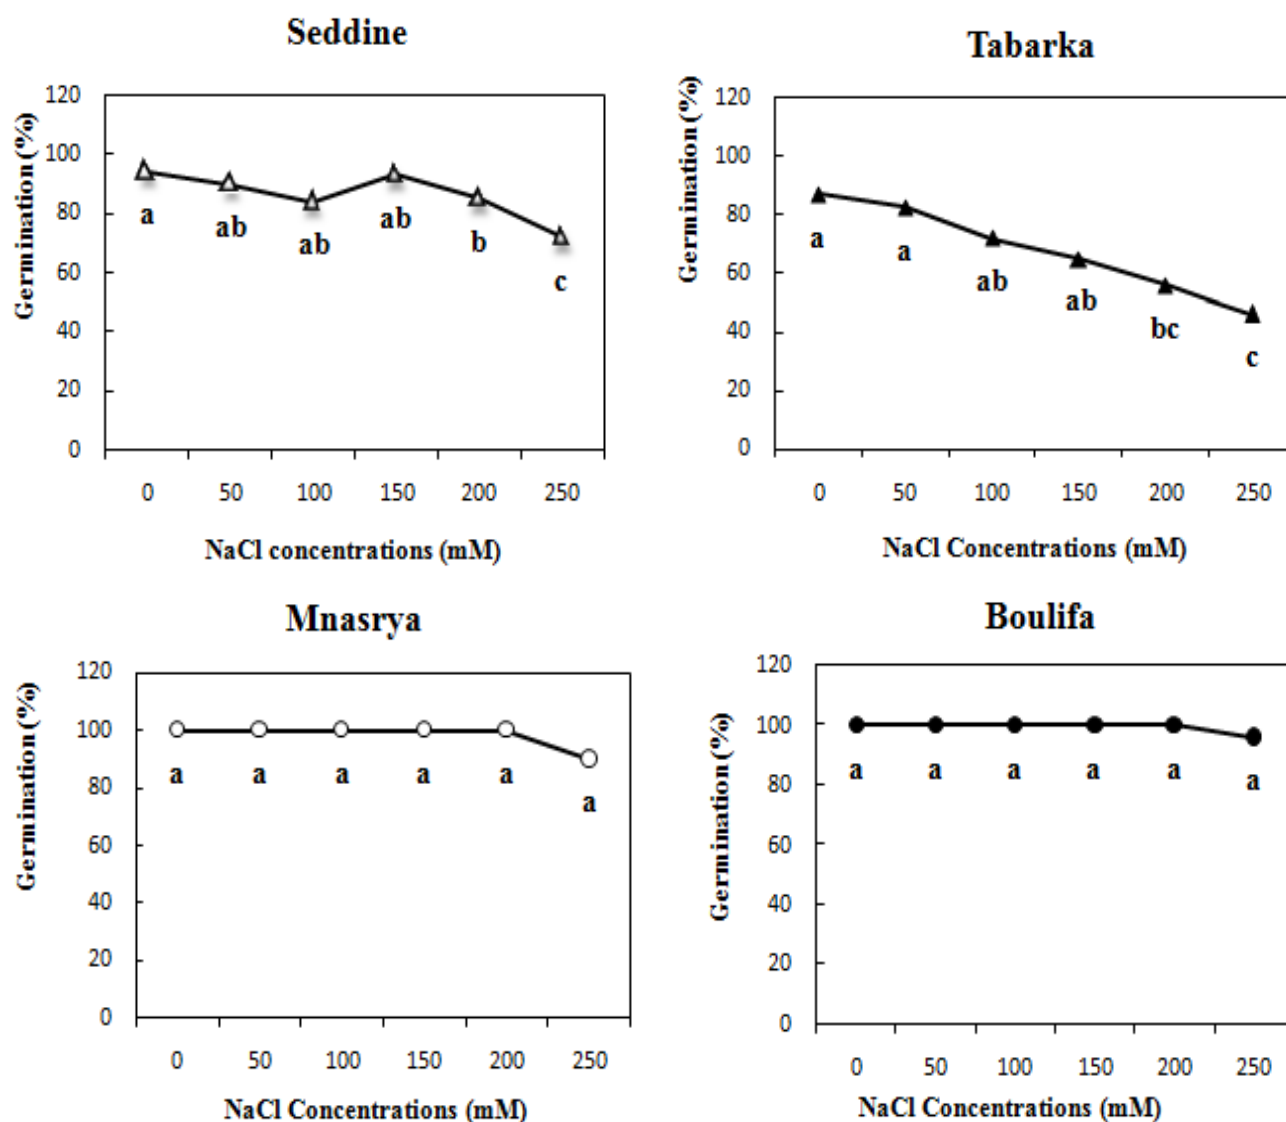 Seddine
Germination (%)
120
100
80
60
40
20
0
a
ab
ab
ab
b
c
0 50 100 150 200 250
NaCl concentrations (mM)
Tabarka
Germination (%)
120
100
80
60
40
20
0
a
a
ab
ab
bc
c
0 50 100 150 200 250
NaCl Concentrations (mM)
Mnasrya
Germination (%)
120
100
80
60
40
20
0
a a a a a
a
0 50 100 150 200 250
NaCl Concentrations (mM)
Boulifa
Germination (%)
120
100
80
60
40
20
0
a a a a a
a
0 50 100 150 200 250
NaCl Concentrations (mM)